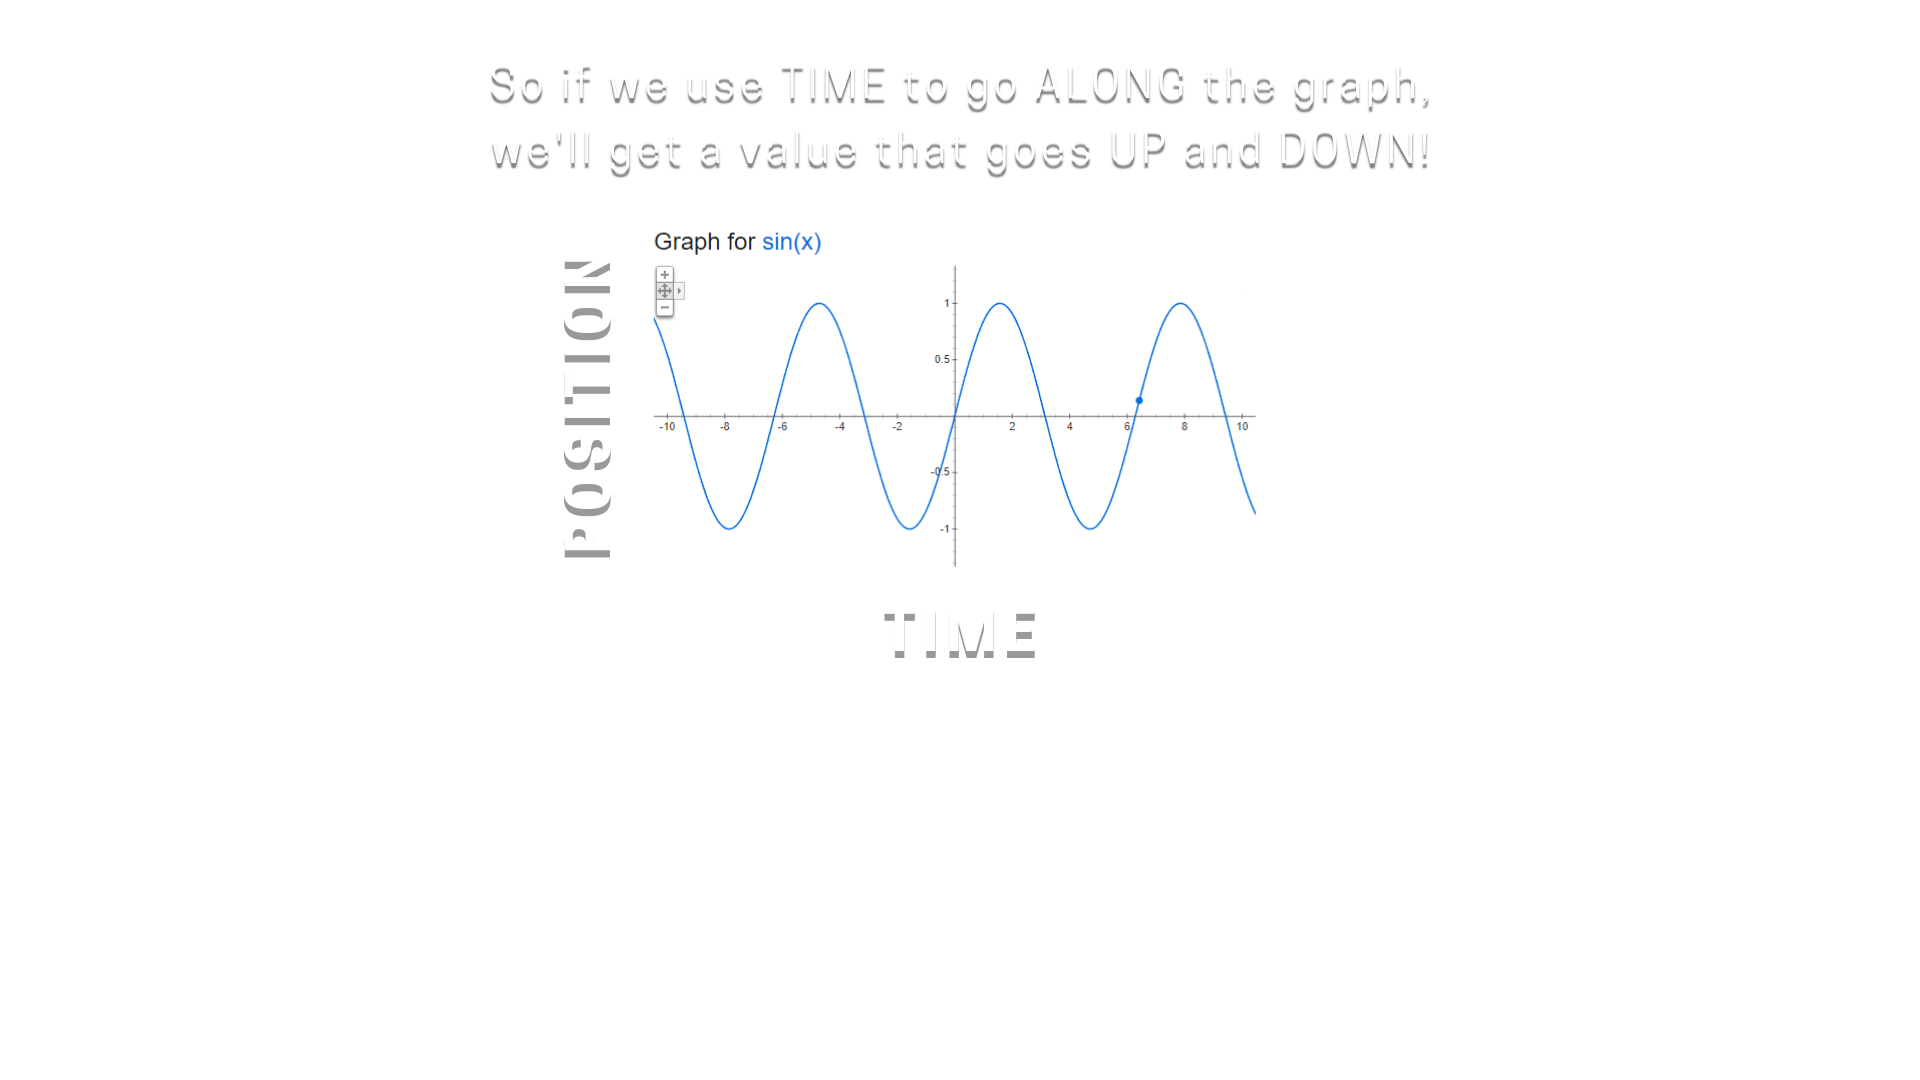 So if we use TIME to go ALONG the graph,
we'll get a value that goes UP and DOWN!
Graph for sin(x)
POSITION
1
0.5
-10 -8 -6 -4 -2 2 4 6 8 10
-0.5
-1
TIME